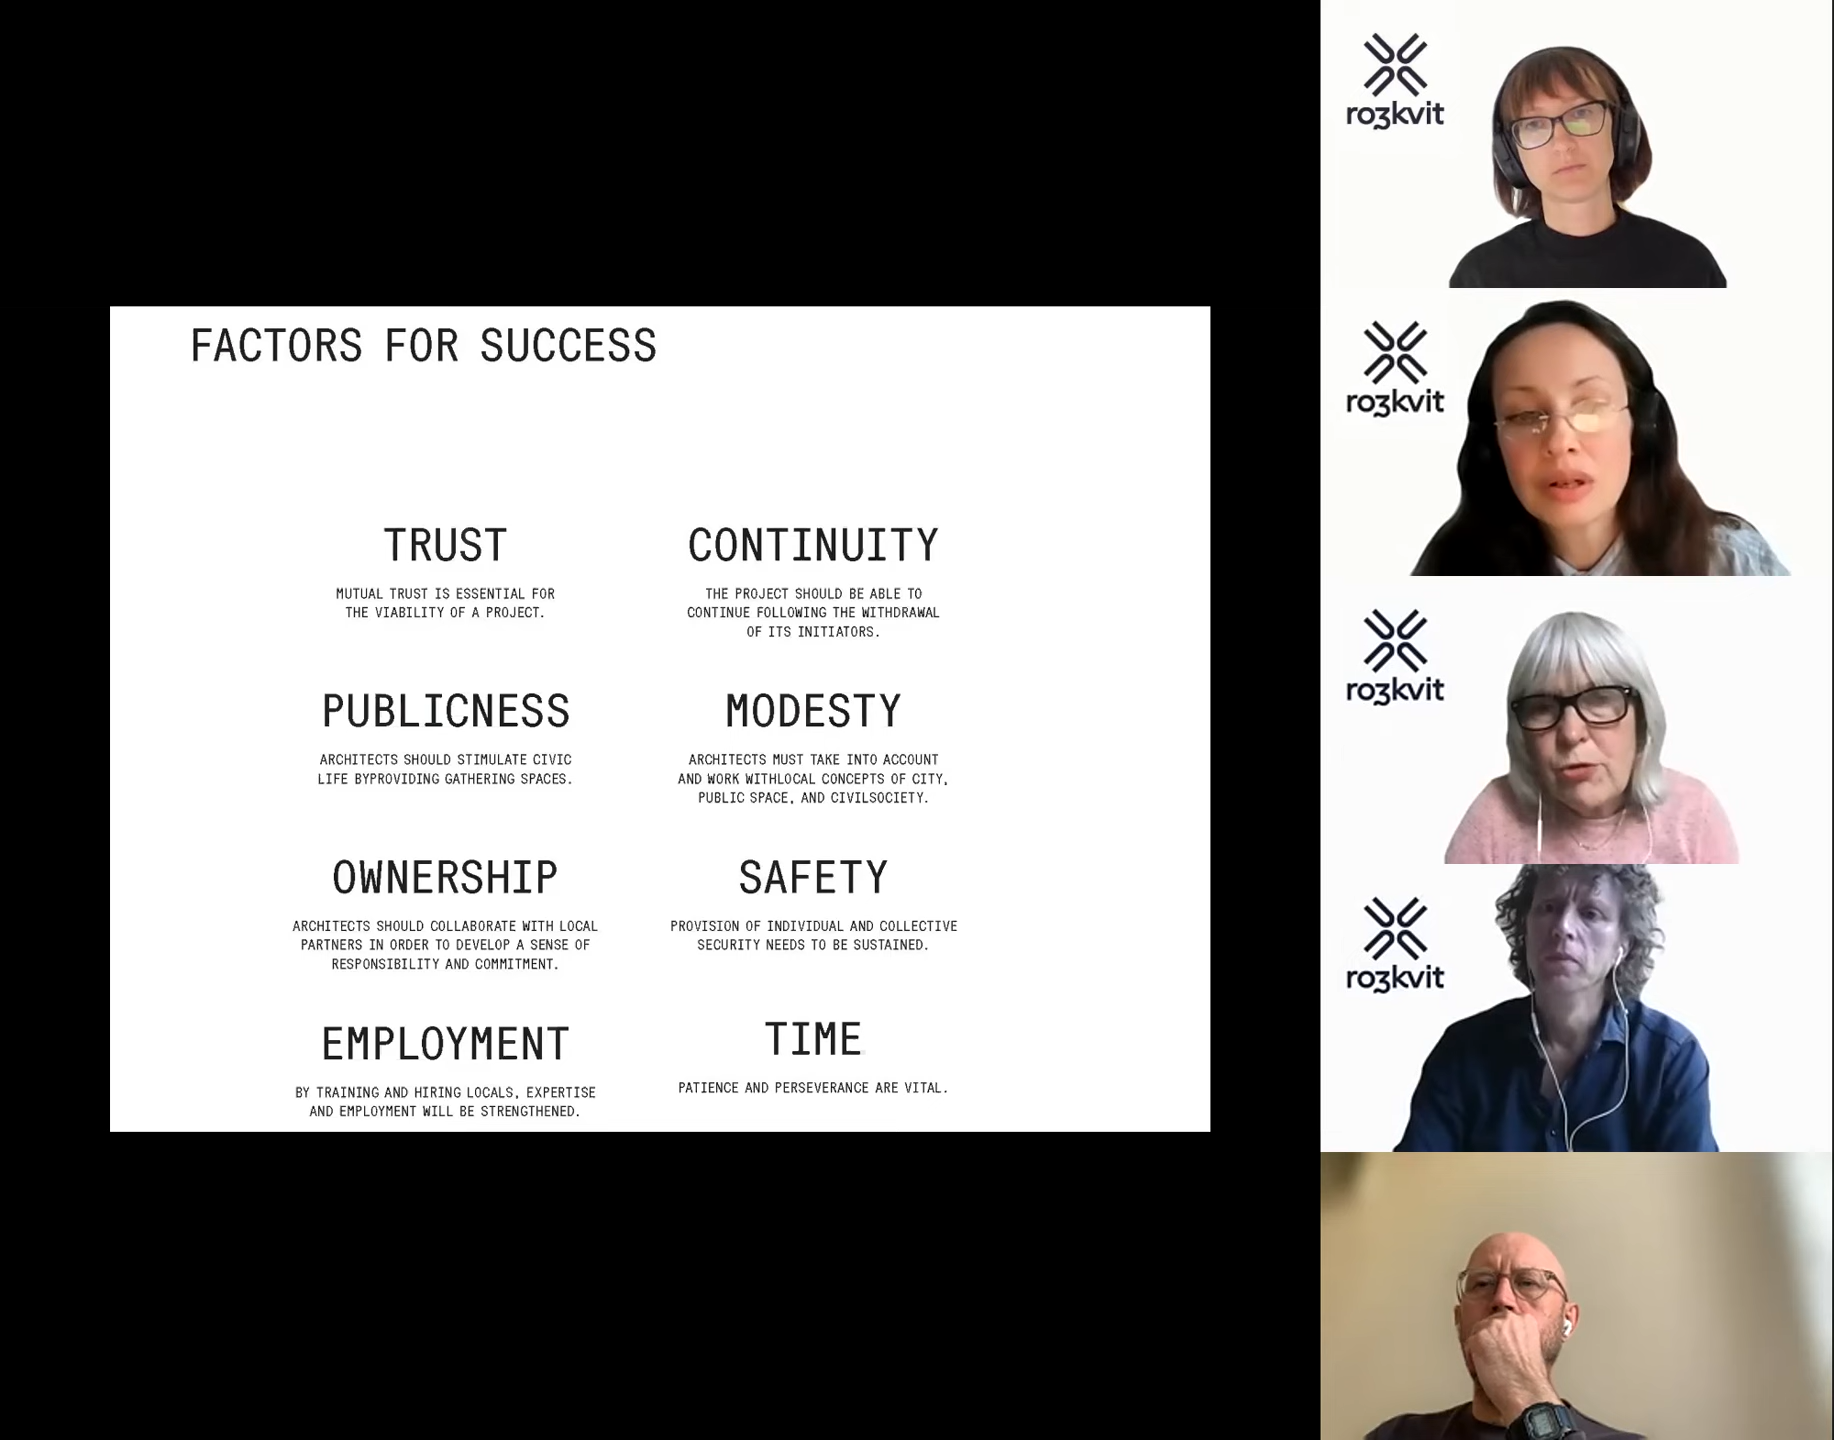 FACTORS FOR SUCCESS
TRUST
MUTUAL TRUST IS ESSENTIAL FOR
THE VIABILITY OF A PROJECT.
CONTINUITY
THE PROJECT SHOULD BE ABLE TO
CONTINUE FOLLOWING THE WITHDRAWAL
OF ITS INITIATORS.
PUBLICNESS
ARCHITECTS SHOULD STIMULATE CIVIC
LIFE BYPROVIDING GATHERING SPACES.
MODESTY
ARCHITECTS MUST TAKE INTO ACCOUNT
AND WORK WITHLOCAL CONCEPTS OF CITY,
PUBLIC SPACE, AND CIVILSOCIETY.
OWNERSHIP
ARCHITECTS SHOULD COLLABORATE WITH LOCAL
PARTNERS IN ORDER TO DEVELOP A SENSE OF
RESPONSIBILITY AND COMMITMENT.
SAFETY
PROVISION OF INDIVIDUAL AND COLLECTIVE
SECURITY NEEDS TO BE SUSTAINED.
EMPLOYMENT
BY TRAINING AND HIRING LOCALS, EXPERTISE
AND EMPLOYMENT WILL BE STRENGTHENED.
TIME
PATIENCE AND PERSEVERANCE ARE VITAL.
roʒkvit
roʒkvit
roʒkvit
roʒkvit